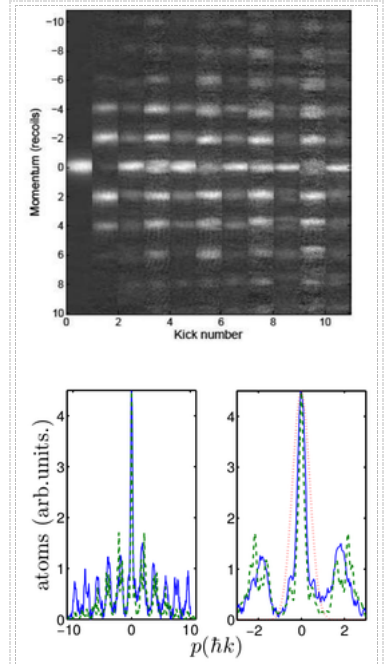 -10
-8
-6
-4
-2
0
2
4
6
8
10
Momentum (recoils)
0 2 4 6 8 10
Kick number
4 4
3 3
2 2
1 1
0 0
atoms (arb.units.)
-10 0 10 -2 0 2
p(ħk)